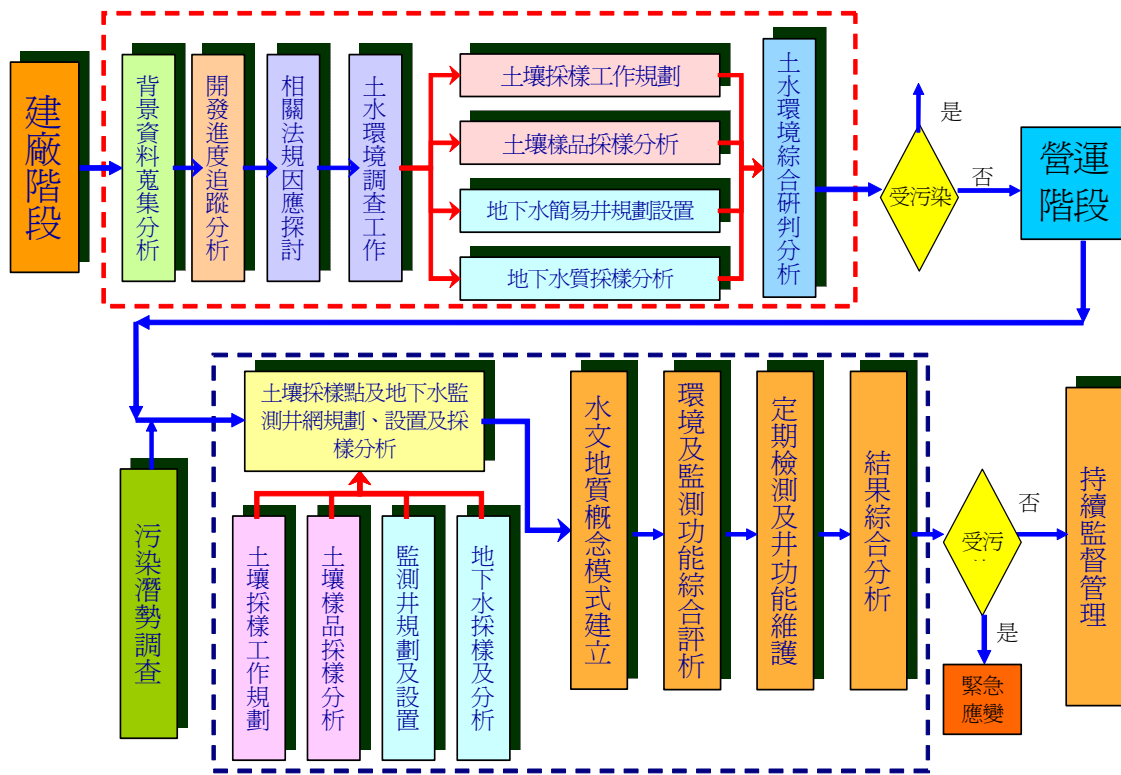 建廠階段
背景資料蒐集分析
開發進度追蹤分析
相關法規因應探討
土水環境調查工作
土壤採樣工作規劃
土壤樣品採樣分析
地下水簡易井規劃設置
地下水質採樣分析
土水環境綜合研判分析
是
受污染
否
營運
階段
污染潛勢調查
土壤採樣點及地下水監
測井網規劃、設置及採
樣分析
土壤採樣工作規劃
土壤樣品採樣分析
監測井規劃及設置
地下水採樣及分析
水文地質概念模式建立
環境及監測功能綜合評析
定期檢測及井功能維護
結果綜合分析
受污
否
是
緊急
應變
持續監督管理